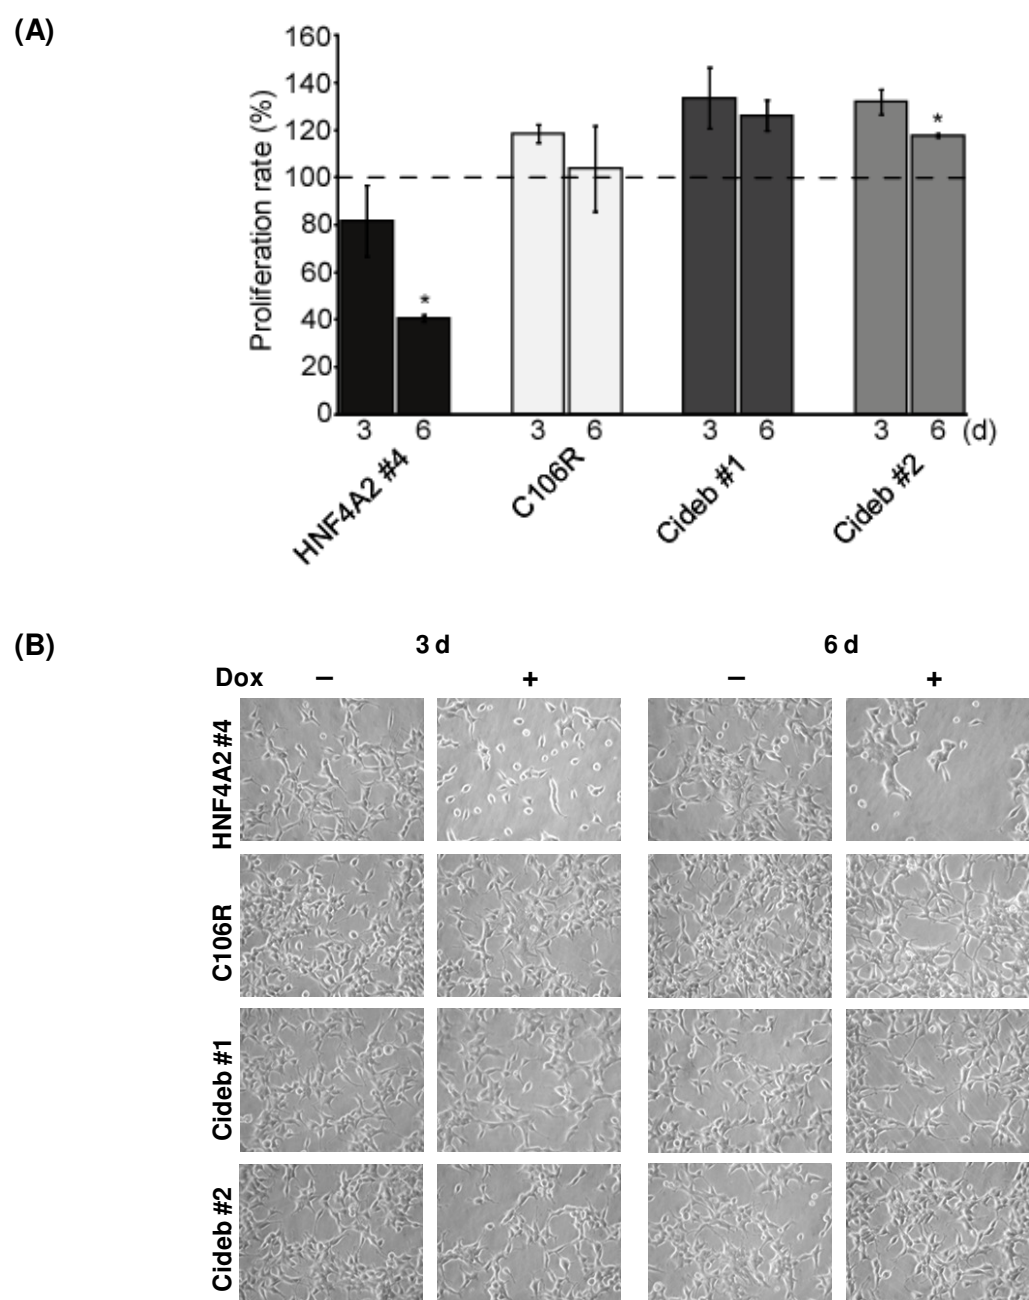 (A)
160
140
120
100
80
60
40
20
0
Proliferation rate (%)
*
*
3 6 3 6 3 6 3 6 (d)
HNF4A2 #4
C106R
Cideb #1
Cideb #2
(B)
3 d 6 d
Dox − + − +
HNF4A2 #4
C106R
Cideb #1
Cideb #2